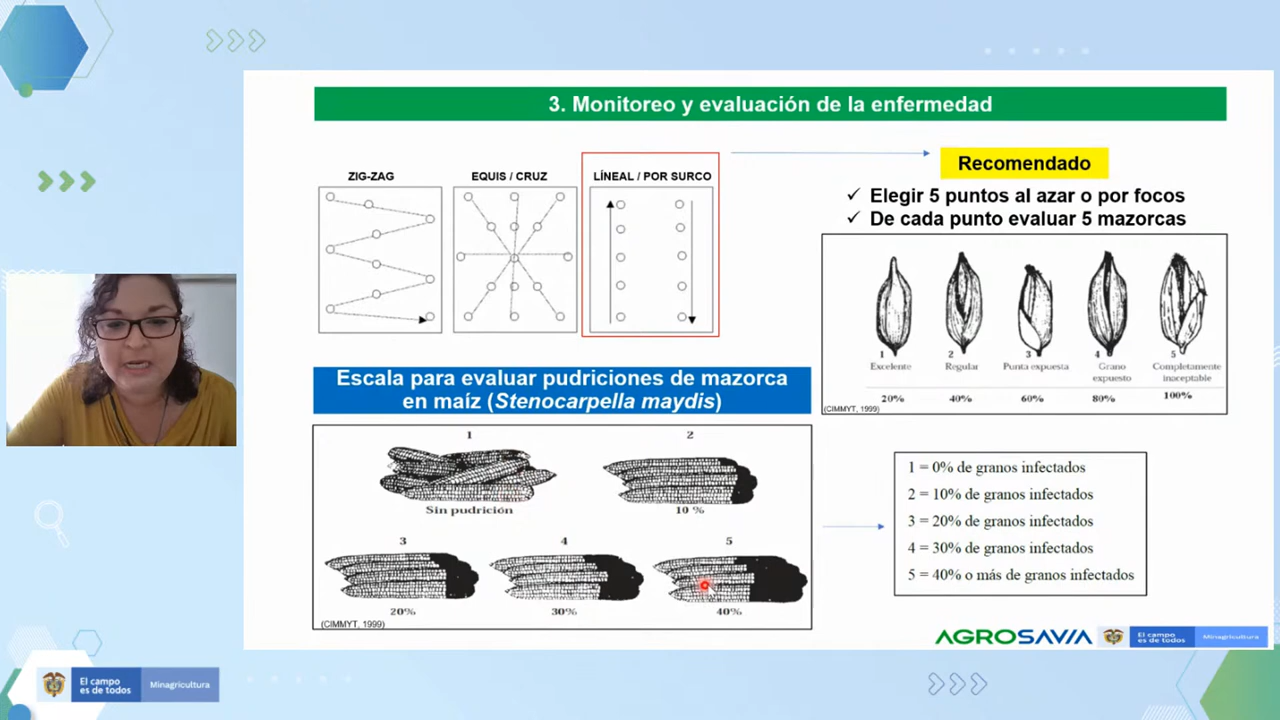 3. Monitoreo y evaluación de la enfermedad
ZIG-ZAG
EQUIS / CRUZ
LÍNEAL / POR SURCO
Recomendado
✓ Elegir 5 puntos al azar o por focos
✓ De cada punto evaluar 5 mazorcas
1
Excelente
20%
2
Regular
40%
3
Punta expuesta
60%
4
Grano
expuesto
80%
5
Completamente
inaceptable
100%
(CIMMYT, 1999)
Escala para evaluar pudriciones de mazorca
en maíz (Stenocarpella maydis)
1
Sin pudrición
2
10 %
3
20%
4
30%
5
40%
(CIMMYT, 1999)
1 = 0% de granos infectados
2 = 10% de granos infectados
3 = 20% de granos infectados
4 = 30% de granos infectados
5 = 40% o más de granos infectados
AGROSAVIA
El campo
es de todos
Minagricultura
El campo
es de todos
Minagricultura